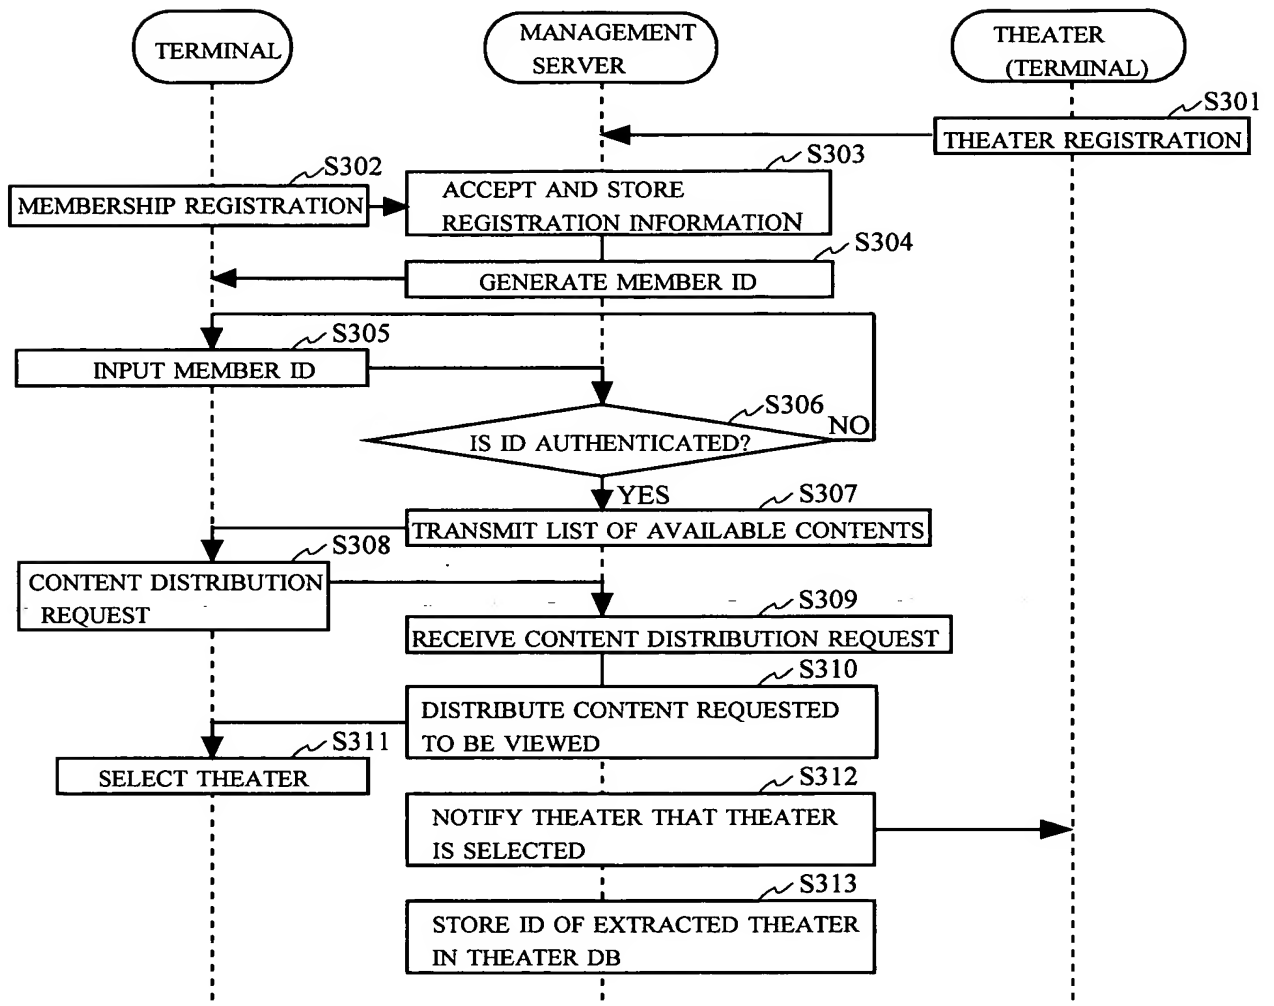 TERMINAL
MANAGEMENT
SERVER
THEATER
(TERMINAL)
S301
THEATER REGISTRATION
S302
MEMBERSHIP REGISTRATION
S303
ACCEPT AND STORE
REGISTRATION INFORMATION
S304
GENERATE MEMBER ID
S305
INPUT MEMBER ID
S306
IS ID AUTHENTICATED?
NO
YES
S307
TRANSMIT LIST OF AVAILABLE CONTENTS
S308
CONTENT DISTRIBUTION
REQUEST
S309
RECEIVE CONTENT DISTRIBUTION REQUEST
S310
DISTRIBUTE CONTENT REQUESTED
TO BE VIEWED
S311
SELECT THEATER
S312
NOTIFY THEATER THAT THEATER
IS SELECTED
S313
STORE ID OF EXTRACTED THEATER
IN THEATER DB